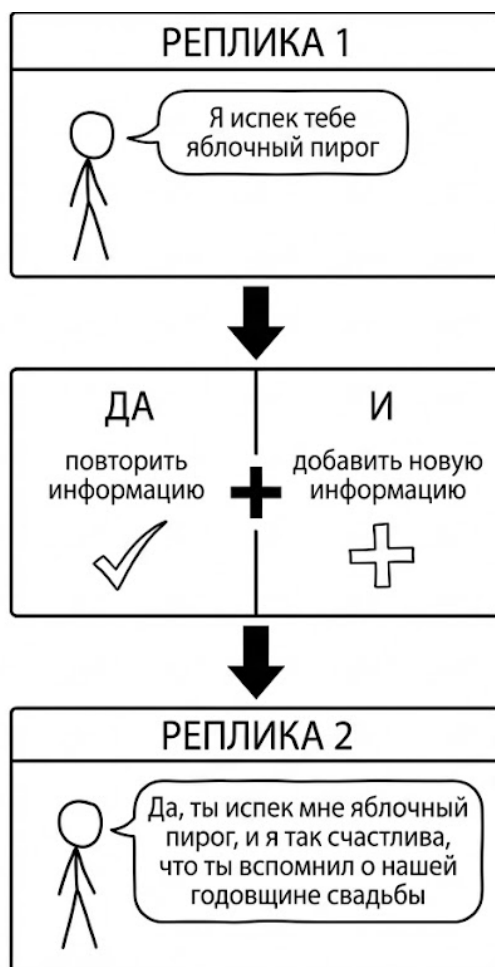 РЕПЛИКА 1
Я испек тебе
яблочный пирог
ДА
повторить
информацию
И
добавить новую
информацию
РЕПЛИКА 2
Да, ты испек мне яблочный
пирог, и я так счастлива,
что ты вспомнил о нашей
годовщине свадьбы